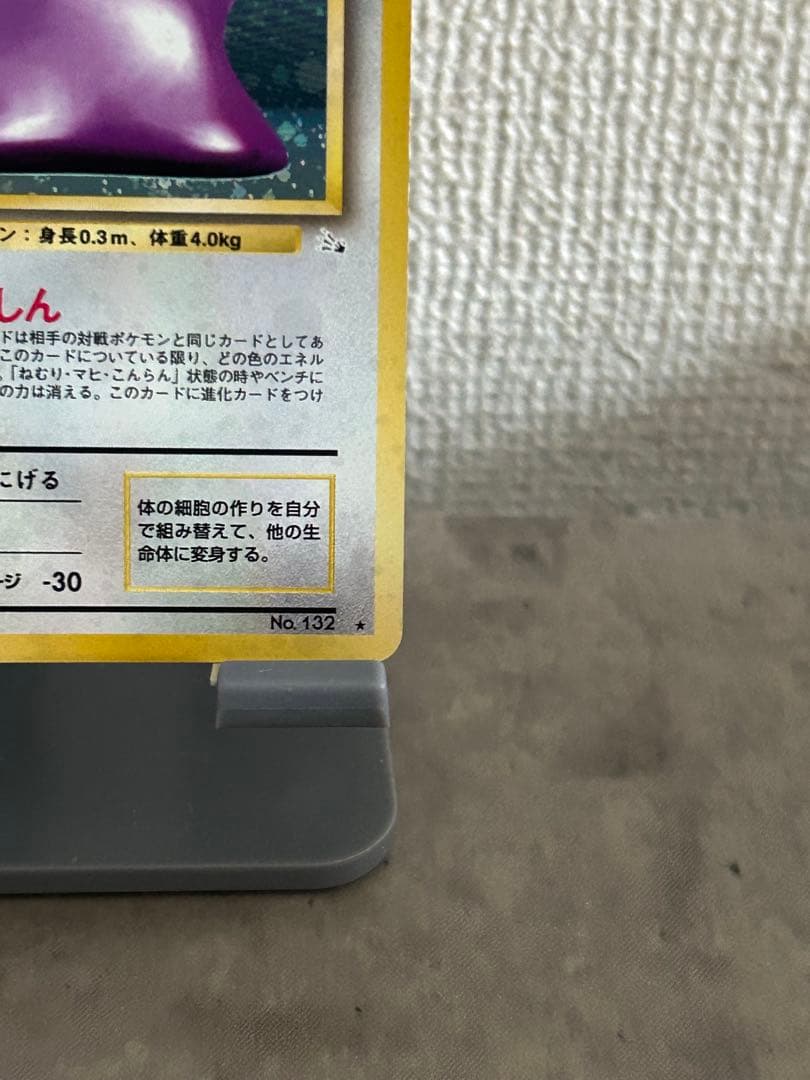 ン：身長0.3m、体重4.0kg
しん
ドは相手の対戦ポケモンと同じカードとしてあ
このカードについている限り、どの色のエネル
。「ねむり・マヒ・こんらん」状態の時やベンチに
の力は消える。このカードに進化カードをつけ
にげる
体の細胞の作りを自分
で組み替えて、他の生
命体に変身する。
ージ -30
No. 132 ★